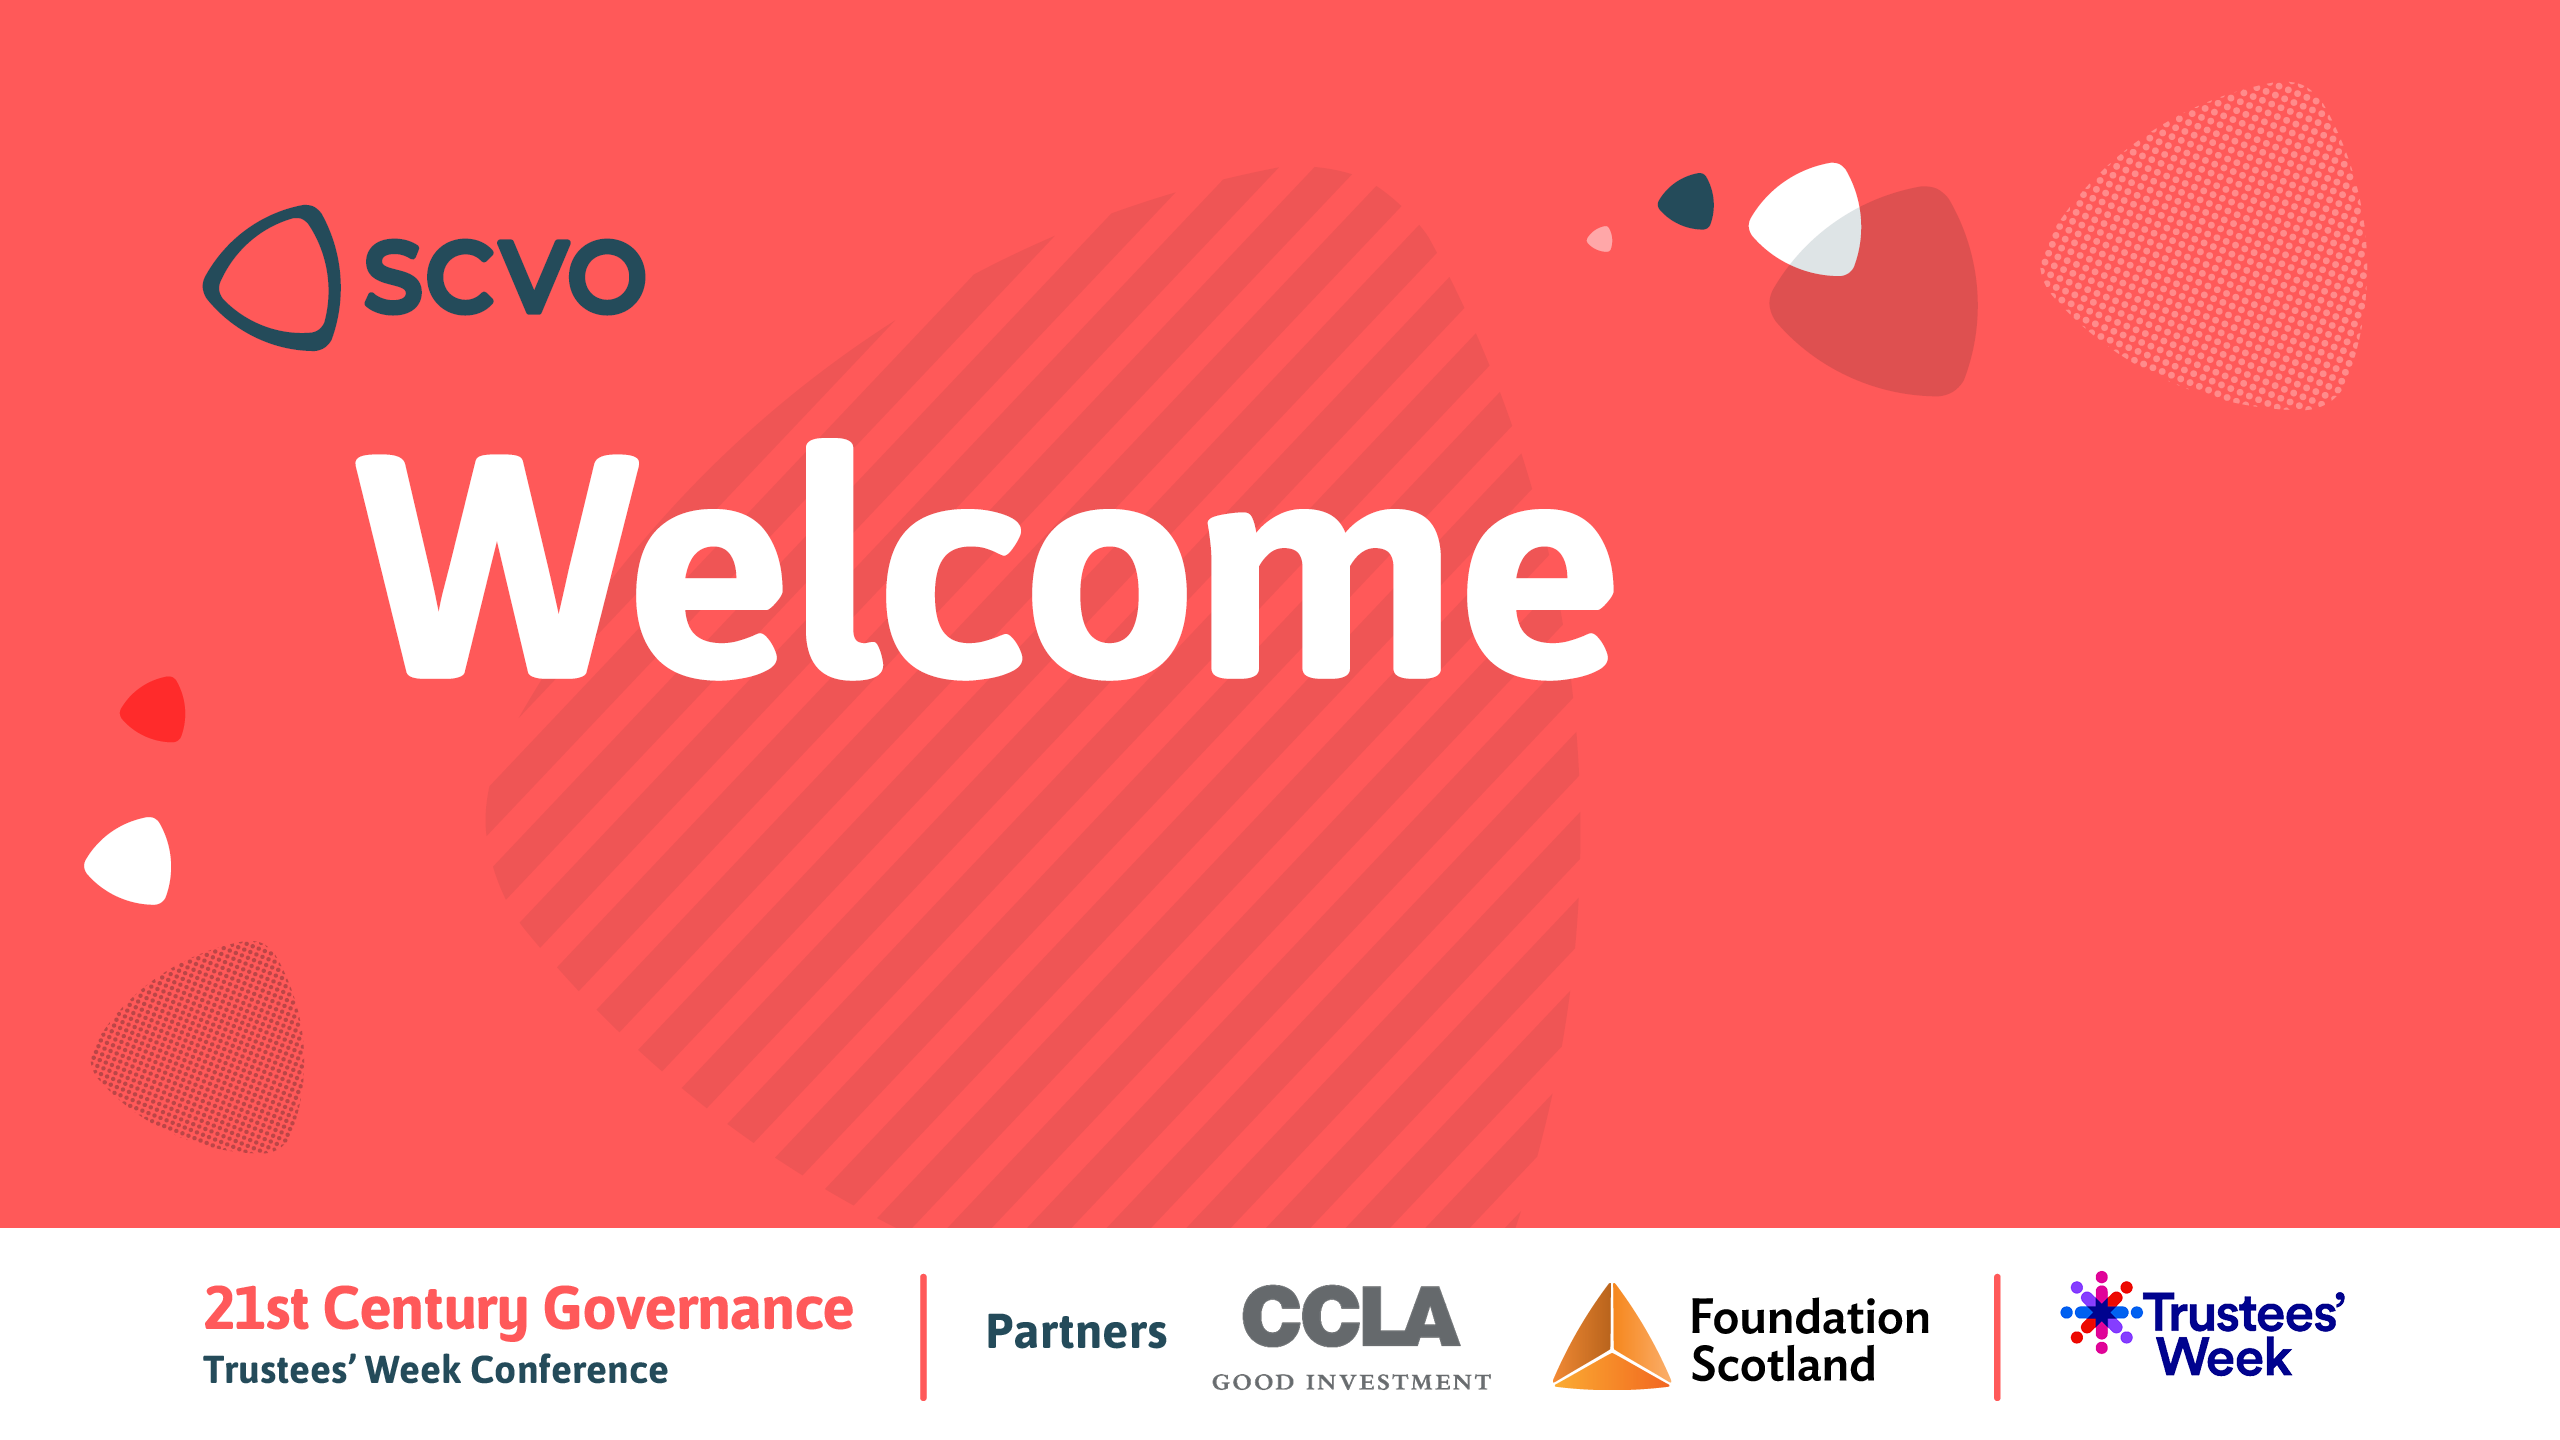 SCVO
Welcome
21st Century Governance
Trustees’ Week Conference
Partners
CCLA
GOOD INVESTMENT
Foundation
Scotland
Trustees’
Week